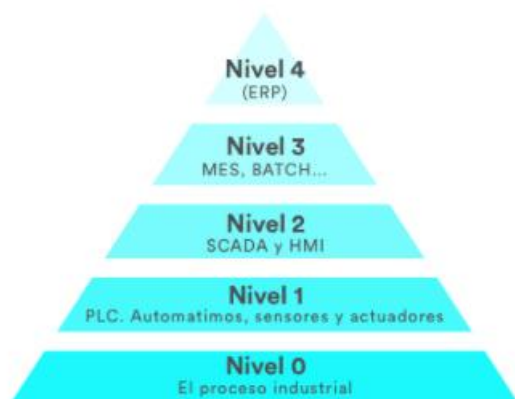 Nivel 4
(ERP)
Nivel 3
MES, BATCH...
Nivel 2
SCADA y HMI
Nivel 1
PLC. Automatimos, sensores y actuadores
Nivel 0
El proceso industrial